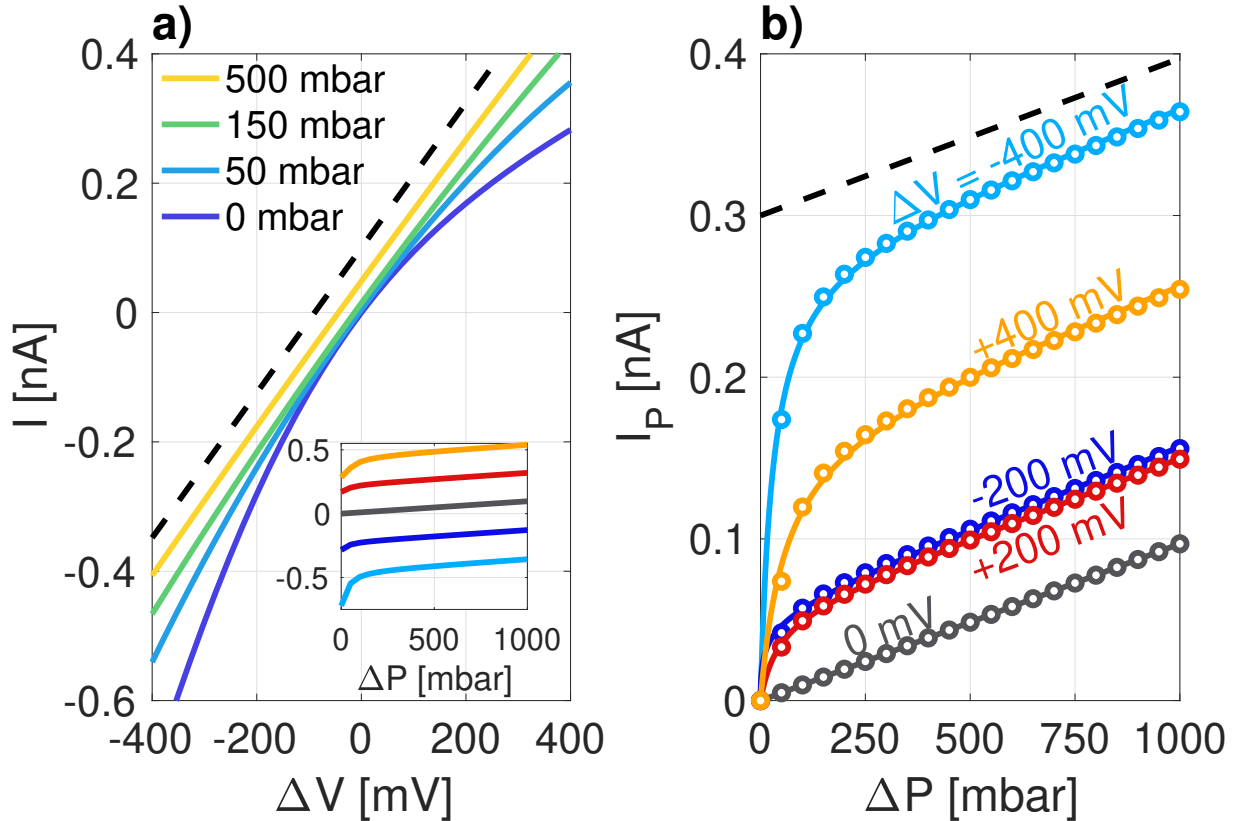 a)
0.4
0.2
0
-0.2
-0.4
-0.6
I [nA]
500 mbar
150 mbar
50 mbar
0 mbar
-400
-200
0
200
400
ΔV [mV]
0.5
0
-0.5
0
500
1000
ΔP [mbar]
b)
0.4
0.3
0.2
0.1
0
I_P [nA]
ΔV = -400 mV
+400 mV
-200 mV
+200 mV
0 mV
0
250
500
750
1000
ΔP [mbar]